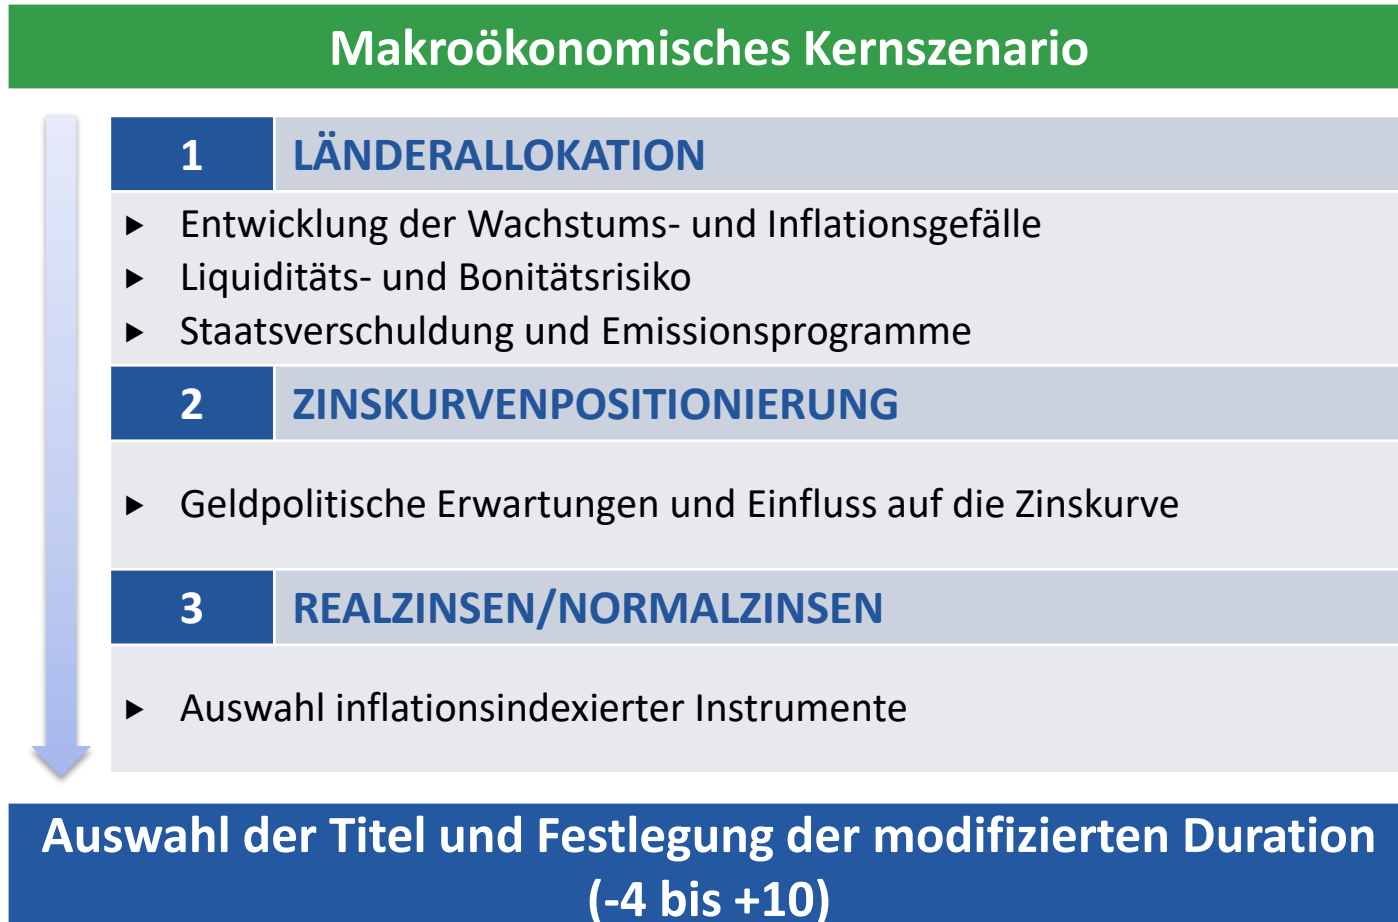 Makroökonomisches Kernszenario
1 LÄNDERALLOKATION
► Entwicklung der Wachstums- und Inflationsgefälle
► Liquiditäts- und Bonitätsrisiko
► Staatsverschuldung und Emissionsprogramme
2 ZINSKURVENPOSITIONIERUNG
► Geldpolitische Erwartungen und Einfluss auf die Zinskurve
3 REALZINSEN/NORMALZINSEN
► Auswahl inflationsindexierter Instrumente
Auswahl der Titel und Festlegung der modifizierten Duration
(-4 bis +10)